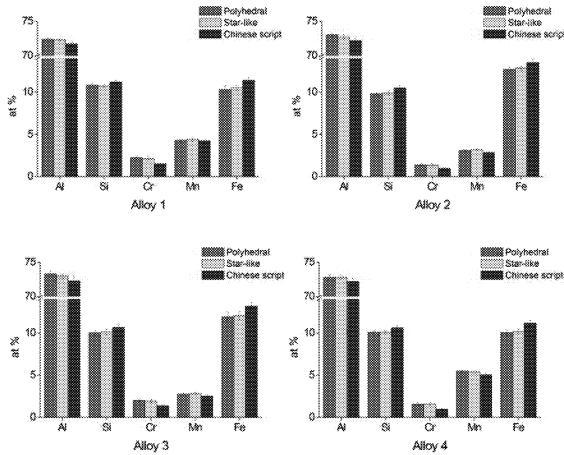 75
70
10
5
0
at %
Polyhedral
Star-like
Chinese script
Al
Si
Cr
Mn
Fe
Alloy 1
75
70
10
5
0
at %
Polyhedral
Star-like
Chinese script
Al
Si
Cr
Mn
Fe
Alloy 2
75
70
10
5
0
at %
Polyhedral
Star-like
Chinese script
Al
Si
Cr
Mn
Fe
Alloy 3
75
70
10
5
0
at %
Polyhedral
Star-like
Chinese script
Al
Si
Cr
Mn
Fe
Alloy 4